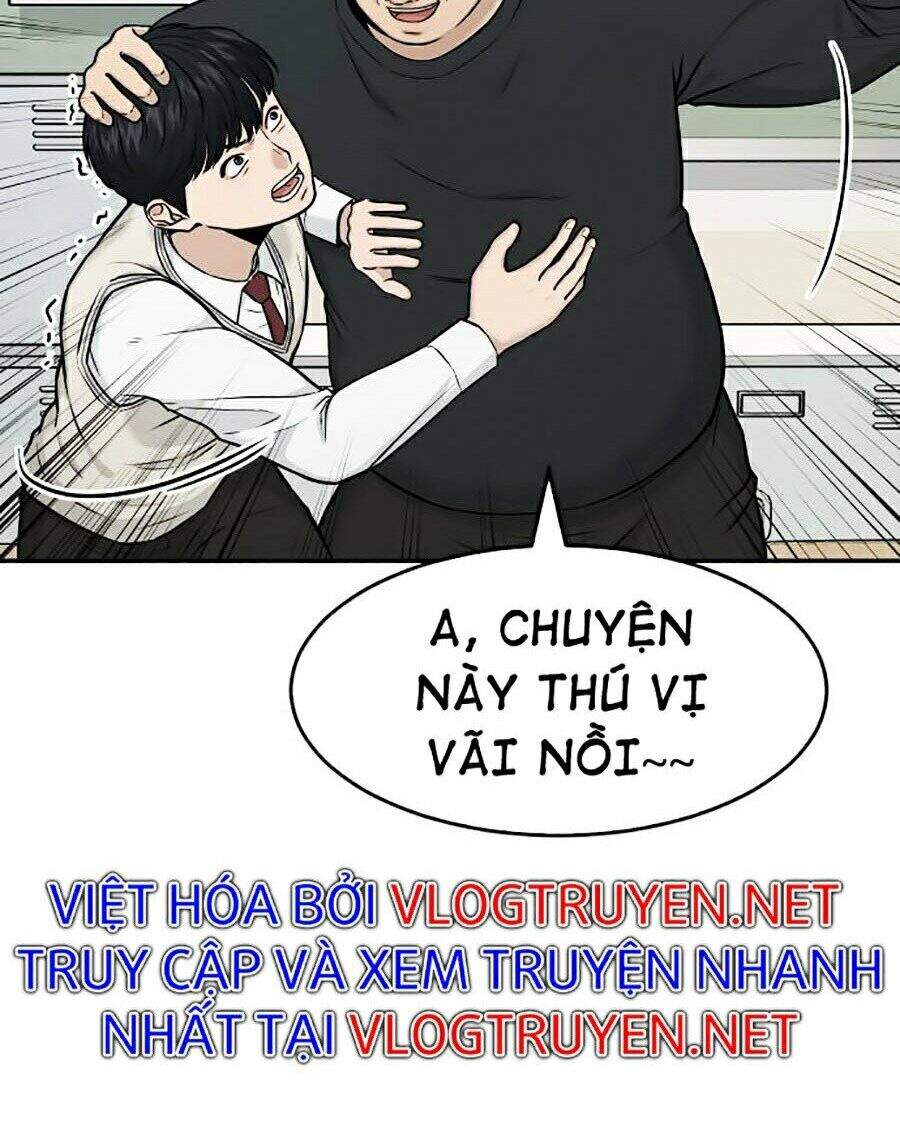 A, CHUYỆN
NÀY THÚ VỊ
VÃI NỒI~~
VIỆT HÓA BỞI VLOGTRUYEN.NET
TRUY CẬP VÀ XEM TRUYỆN NHANH
NHẤT TẠI VLOGTRUYEN.NET